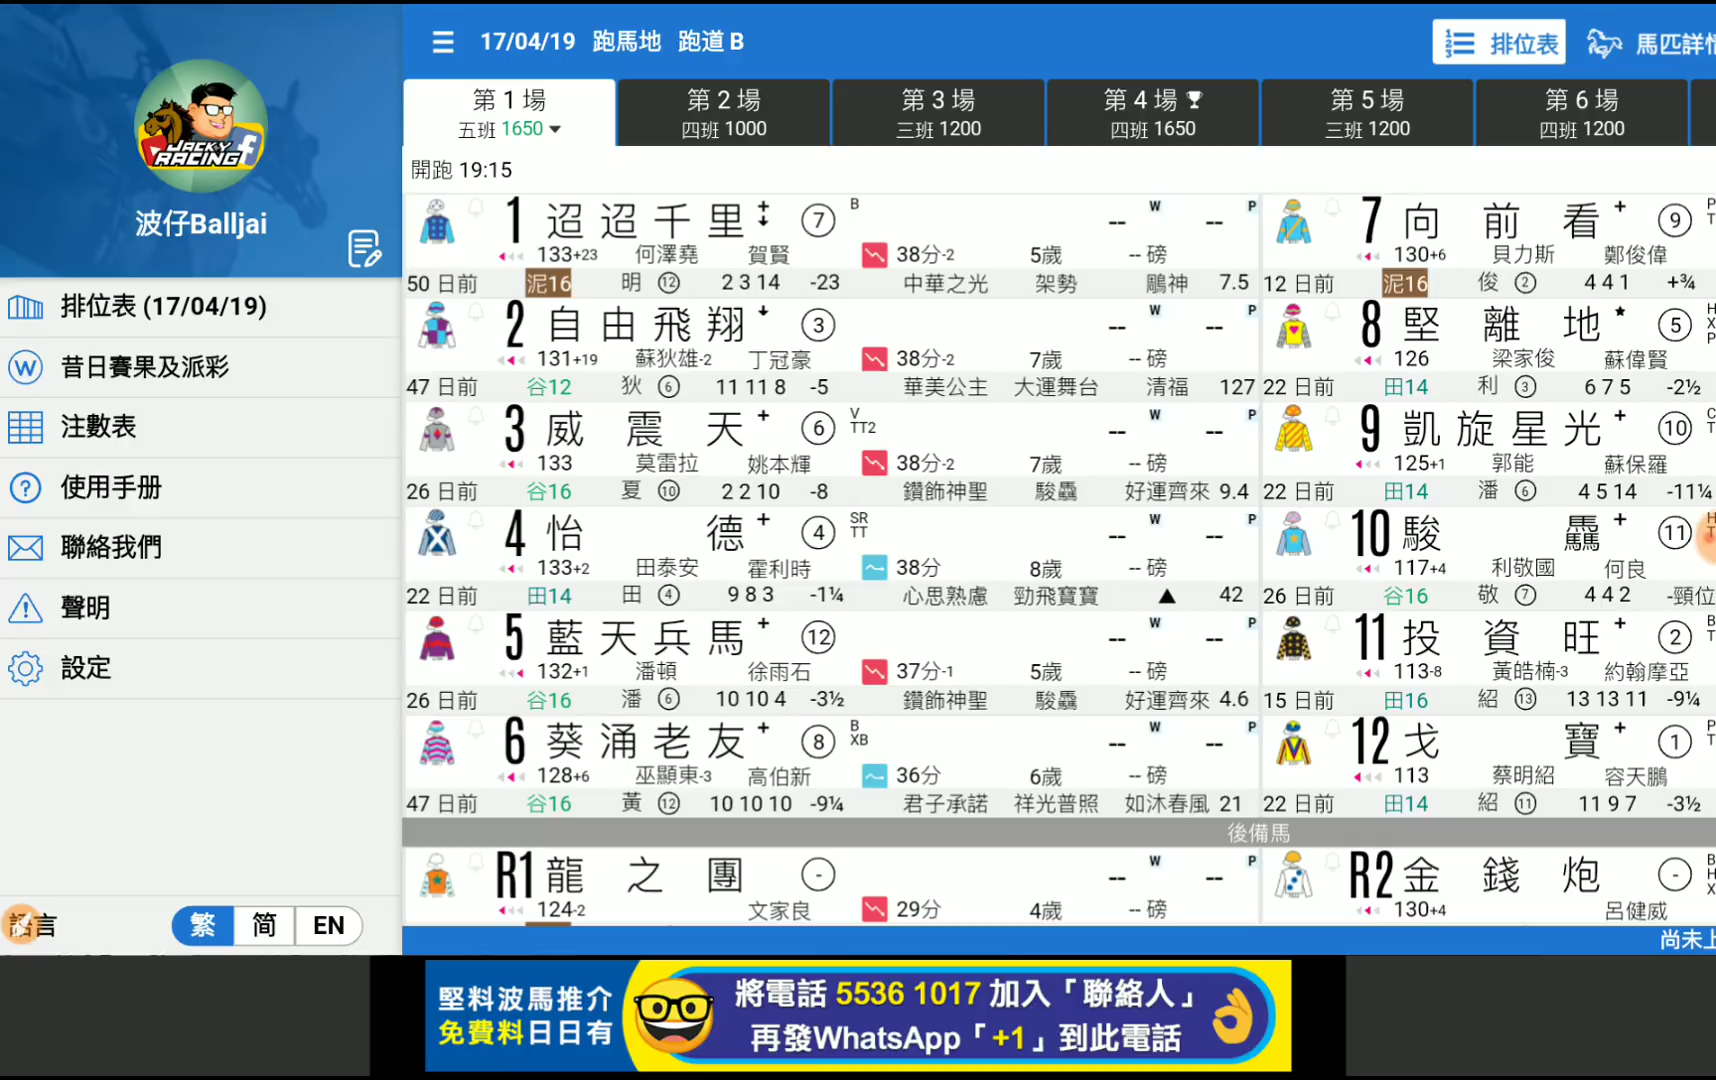 JACKY
RACING
波仔Balljai
排位表 (17/04/19)
昔日賽果及派彩
注數表
使用手册
聯絡我們
聲明
設定
言
繁
简
EN
17/04/19 跑馬地 跑道 B
排位表
馬匹詳情
第 1 場
五班 1650
第 2 場
四班 1000
第 3 場
三班 1200
第 4 場
四班 1650
第 5 場
三班 1200
第 6 場
四班 1200
開跑 19:15
1 迢迢千里 + 7 B -- W -- P
133+23 何澤堯 賀賢 38分-2 5歲 -- 磅
50 日前 泥16 明 12 2 3 14 -23 中華之光 架勢 鵰神 7.5
2 自由飛翔 3 -- W -- P
131+19 蘇狄雄-2 丁冠豪 38分-2 7歲 -- 磅
47 日前 谷12 狄 6 11 11 8 -5 華美公主 大運舞台 清福 127
3 威震天 + 6 V TT2 -- W -- P
133 莫雷拉 姚本輝 38分-2 7歲 -- 磅
26 日前 谷16 夏 10 2 2 10 -8 鑽飾神聖 駿驫 好運齊來 9.4
4 怡德 + 4 SR TT -- W -- P
133+2 田泰安 霍利時 38分 8歲 -- 磅
22 日前 田14 田 4 9 8 3 -1¼ 心思熟慮 勁飛寶寶 ▲ 42
5 藍天兵馬 + 12 -- W -- P
132+1 潘頓 徐雨石 37分-1 5歲 -- 磅
26 日前 谷16 潘 6 10 10 4 -3½ 鑽飾神聖 駿驫 好運齊來 4.6
6 葵涌老友 + 8 B XB -- W -- P
128+6 巫顯東-3 高伯新 36分 6歲 -- 磅
47 日前 谷16 黃 12 10 10 10 -9¼ 君子承諾 祥光普照 如沐春風 21
7 向前看 + 9 P T
130+6 貝力斯 鄭俊偉
12 日前 泥16 俊 2 4 4 1 +¾
8 堅離地 ★ 5 H X P
126 梁家俊 蘇偉賢
22 日前 田14 利 3 6 7 5 -2½
9 凱旋星光 + 10 C T
125+1 郭能 蘇保羅
22 日前 田14 潘 6 4 5 14 -11¼
10 駿驫 + 11 H T
117+4 利敬國 何良
26 日前 谷16 敬 7 4 4 2 -頸位
11 投資旺 + 2 B T
113-8 黃皓楠-3 約翰摩亞
15 日前 田16 紹 13 13 13 11 -9¼
12 戈寶 + 1 P T
113 蔡明紹 容天鵬
22 日前 田14 紹 11 11 9 7 -3½
後備馬
R1 龍之團 - -- W -- P
124-2 文家良 29分 4歲 -- 磅
R2 金錢炮 - B H X
130+4 呂健威
尚未上
堅料波馬推介
免費料日日有
將電話 5536 1017 加入「聯絡人」
再發WhatsApp「+1」到此電話